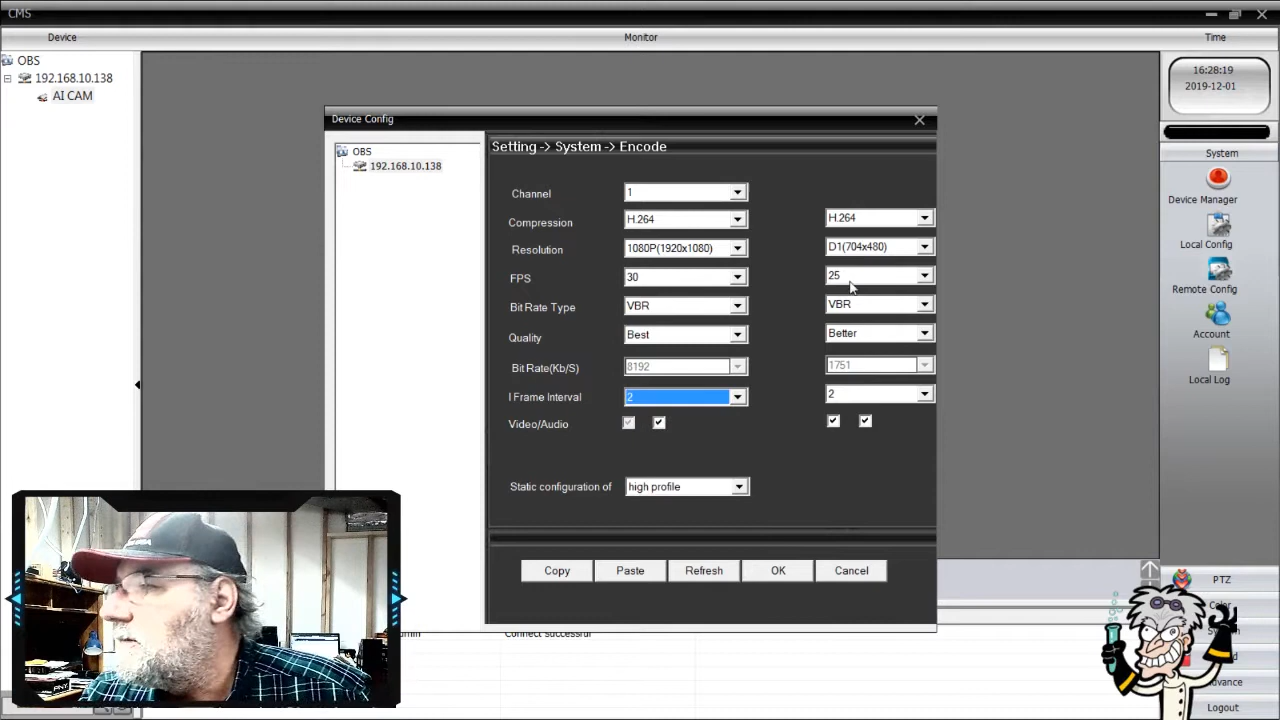 CMS
Device
Monitor
Time
OBS
192.168.10.138
AI CAM
16:28:19
2019-12-01
System
Device Manager
Local Config
Remote Config
Account
Local Log
Device Config
OBS
192.168.10.138
Setting -> System -> Encode
Channel 1
Compression H.264 H.264
Resolution 1080P(1920x1080) D1(704x480)
FPS 30 25
Bit Rate Type VBR VBR
Quality Best Better
Bit Rate(Kb/S) 8192 1751
I Frame Interval 2 2
Video/Audio
Static configuration of high profile
Copy Paste Refresh OK Cancel
Connect successful
PTZ
Logout